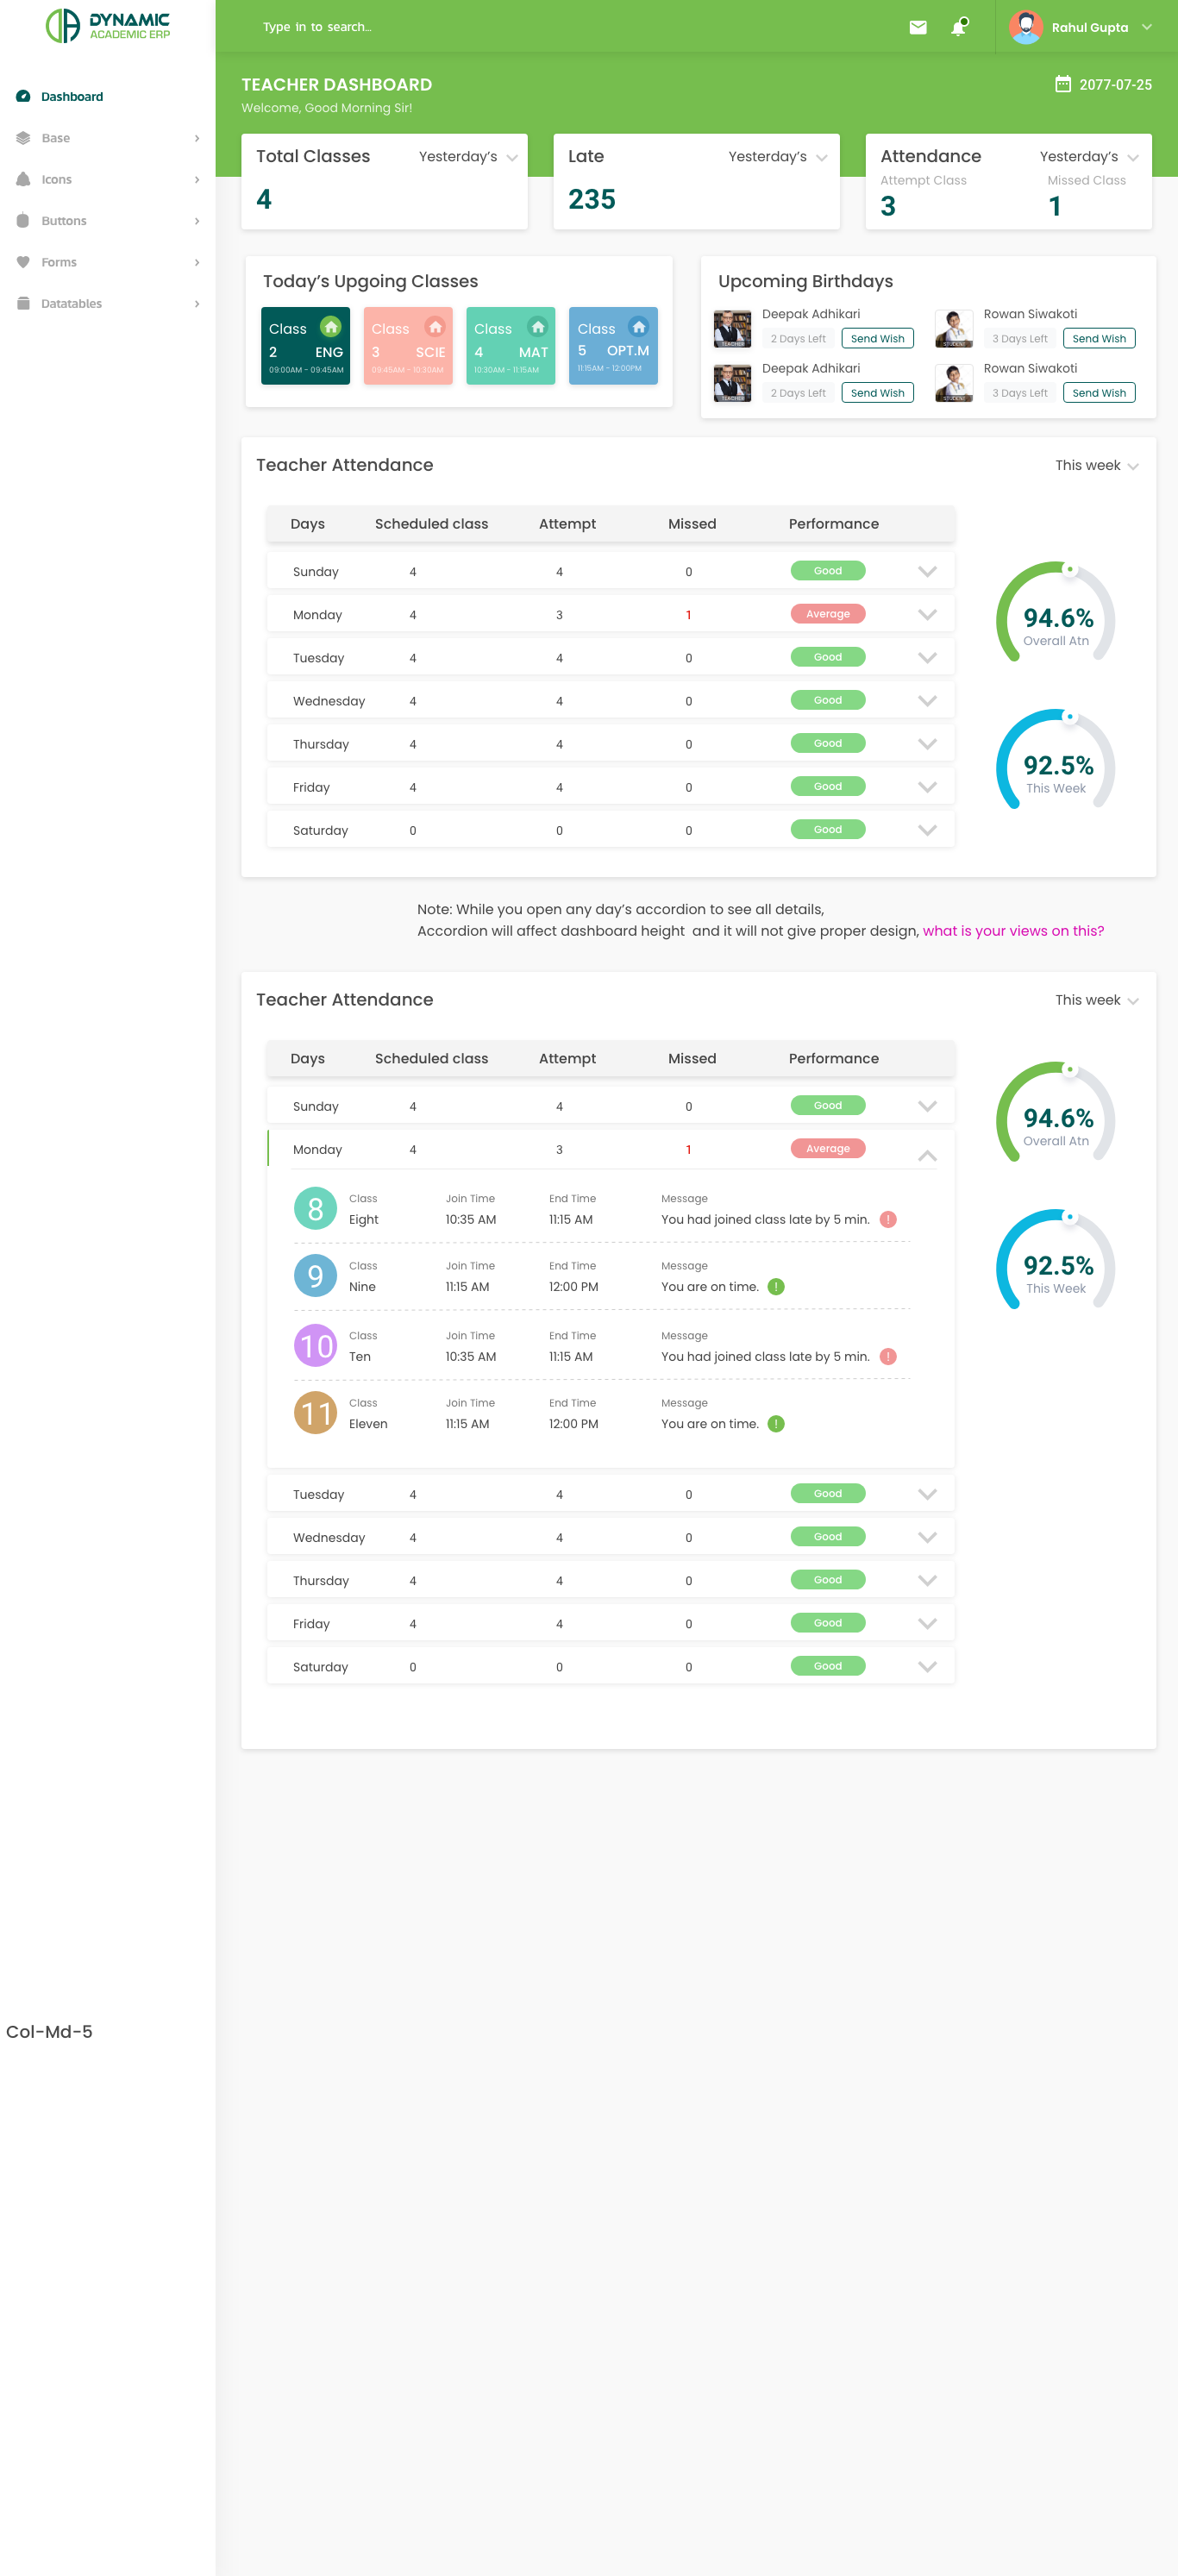 DYNAMIC
ACADEMIC ERP
Type in to search...
Rahul Gupta
Dashboard
Base
Icons
Buttons
Forms
Datatables
TEACHER DASHBOARD
2077-07-25
Welcome, Good Morning Sir!
Total Classes Yesterday's
4
Late Yesterday's
235
Attendance Yesterday's
Attempt Class Missed Class
3 1
Today's Upgoing Classes
Class
2 ENG
09:00AM - 09:45AM
Class
3 SCIE
09:45AM - 10:30AM
Class
4 MAT
10:30AM - 11:15AM
Class
5 OPT.M
11:15AM - 12:00PM
Upcoming Birthdays
Deepak Adhikari
TEACHER
2 Days Left Send Wish
Rowan Siwakoti
STUDENT
3 Days Left Send Wish
Deepak Adhikari
TEACHER
2 Days Left Send Wish
Rowan Siwakoti
STUDENT
3 Days Left Send Wish
Teacher Attendance This week
Days Scheduled class Attempt Missed Performance
Sunday 4 4 0 Good
Monday 4 3 1 Average
Tuesday 4 4 0 Good
Wednesday 4 4 0 Good
Thursday 4 4 0 Good
Friday 4 4 0 Good
Saturday 0 0 0 Good
94.6%
Overall Atn
92.5%
This Week
Note: While you open any day's accordion to see all details,
Accordion will affect dashboard height and it will not give proper design, what is your views on this?
Teacher Attendance This week
Days Scheduled class Attempt Missed Performance
Sunday 4 4 0 Good
Monday 4 3 1 Average
8 Class Join Time End Time Message
Eight 10:35 AM 11:15 AM You had joined class late by 5 min. !
9 Class Join Time End Time Message
Nine 11:15 AM 12:00 PM You are on time. !
10 Class Join Time End Time Message
Ten 10:35 AM 11:15 AM You had joined class late by 5 min. !
11 Class Join Time End Time Message
Eleven 11:15 AM 12:00 PM You are on time. !
Tuesday 4 4 0 Good
Wednesday 4 4 0 Good
Thursday 4 4 0 Good
Friday 4 4 0 Good
Saturday 0 0 0 Good
94.6%
Overall Atn
92.5%
This Week
Col-Md-5